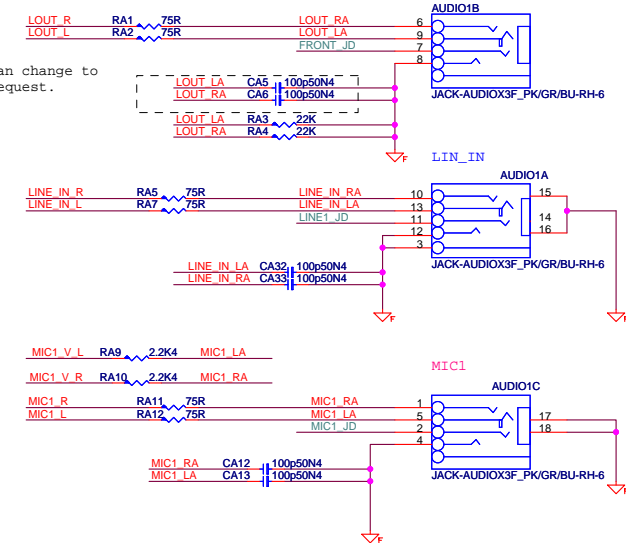 AUDIO1B
LOUT_R RA1 75R LOUT_RA 6
LOUT_L RA2 75R LOUT_LA 9
FRONT_JD 7
8
an change to
equest.
LOUT_LA CA5 100p50N4
LOUT_RA CA6 100p50N4
JACK-AUDIOX3F_PK/GR/BU-RH-6
LOUT_LA RA3 22K
LOUT_RA RA4 22K
F
LIN_IN
AUDIO1A
LINE_IN_R RA5 75R LINE_IN_RA 10 15
LINE_IN_L RA7 75R LINE_IN_LA 13
LINE1_JD 11 14
12 16
3
JACK-AUDIOX3F_PK/GR/BU-RH-6
LINE_IN_LA CA32 100p50N4
LINE_IN_RA CA33 100p50N4
F F
MIC1_V_L RA9 2.2K4 MIC1_LA
MIC1
MIC1_V_R RA10 2.2K4 MIC1_RA
AUDIO1C
MIC1_R RA11 75R MIC1_RA 1
MIC1_L RA12 75R MIC1_LA 5 17
MIC1_JD 2 18
4
MIC1_RA CA12 100p50N4
MIC1_LA CA13 100p50N4
JACK-AUDIOX3F_PK/GR/BU-RH-6
F
F